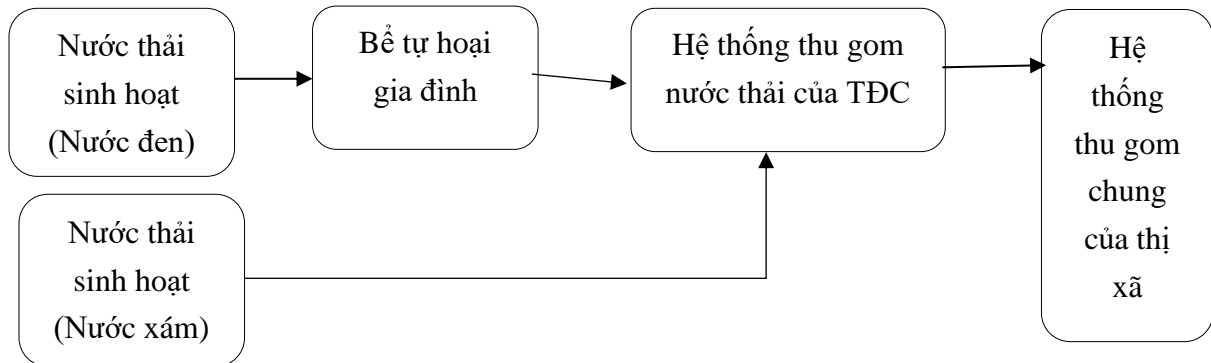 Nước thải
sinh hoạt
(Nước đen)
Bể tự hoại
gia đình
Hệ thống thu gom
nước thải của TĐC
Hệ
thống
thu gom
chung
của thị
xã
Nước thải
sinh hoạt
(Nước xám)